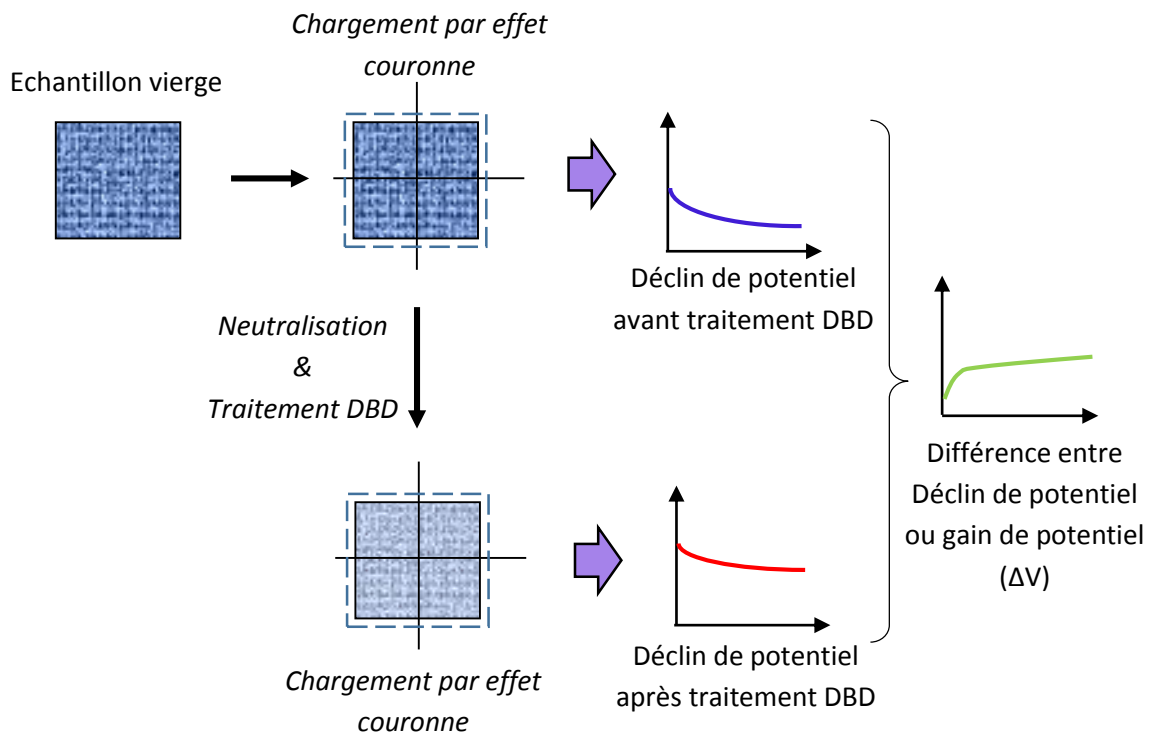 Chargement par effet
couronne
Echantillon vierge
Déclin de potentiel
avant traitement DBD
Neutralisation
&
Traitement DBD
Différence entre
Déclin de potentiel
ou gain de potentiel
(ΔV)
Déclin de potentiel
après traitement DBD
Chargement par effet
couronne